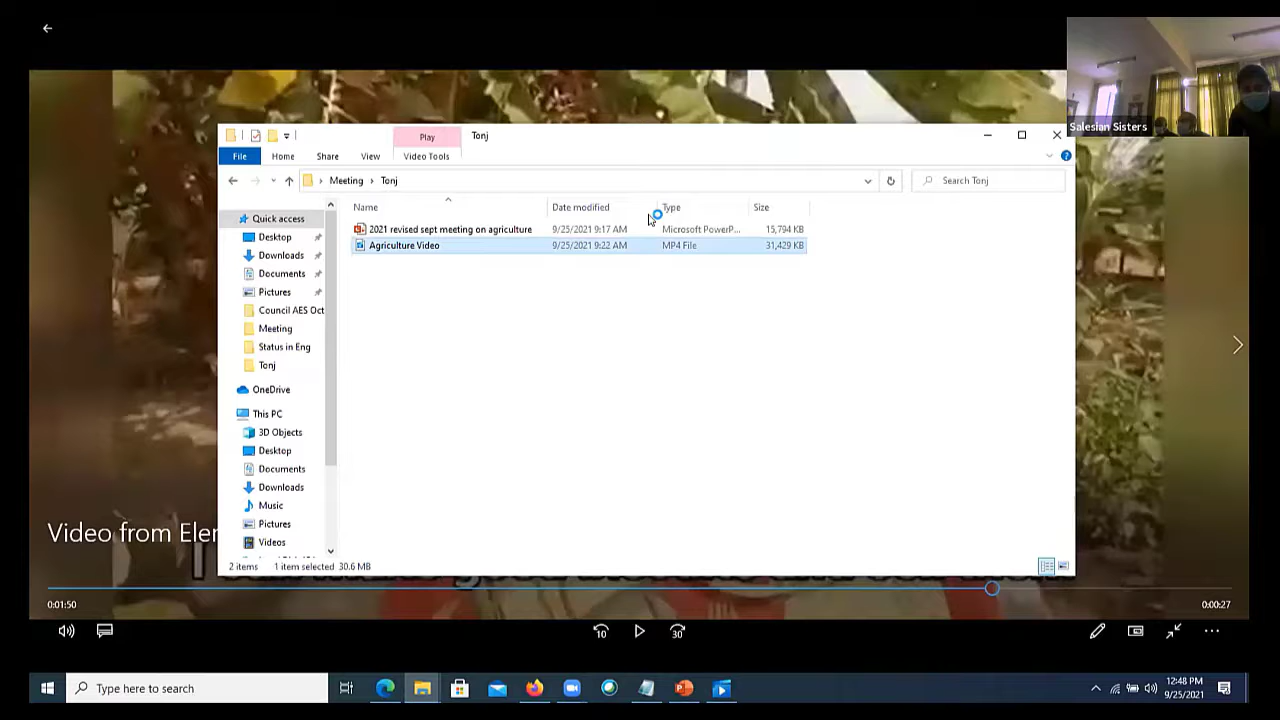 Salesian Sisters
Play
Tonj
File
Home
Share
View
Video Tools
Meeting
Tonj
Search Tonj
Name
Date modified
Type
Size
2021 revised sept meeting on agriculture
9/25/2021 9:17 AM
Microsoft PowerP...
15,794 KB
Agriculture Video
9/25/2021 9:22 AM
MP4 File
31,429 KB
Quick access
Desktop
Downloads
Documents
Pictures
Council AES Oct
Meeting
Status in Eng
Tonj
OneDrive
This PC
3D Objects
Desktop
Documents
Downloads
Music
Pictures
Videos
2 items
1 item selected 30.6 MB
Video from Eler
0:01:50
0:00:27
10
30
Type here to search
12:48 PM
9/25/2021